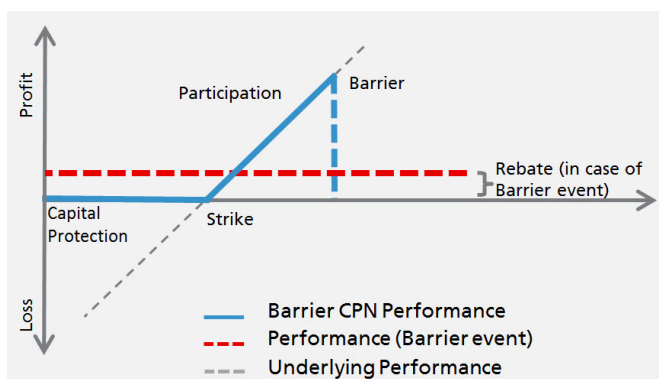 Profit
Participation
Barrier
Rebate (in case of
Barrier event)
Capital
Protection
Strike
Loss
Barrier CPN Performance
Performance (Barrier event)
Underlying Performance